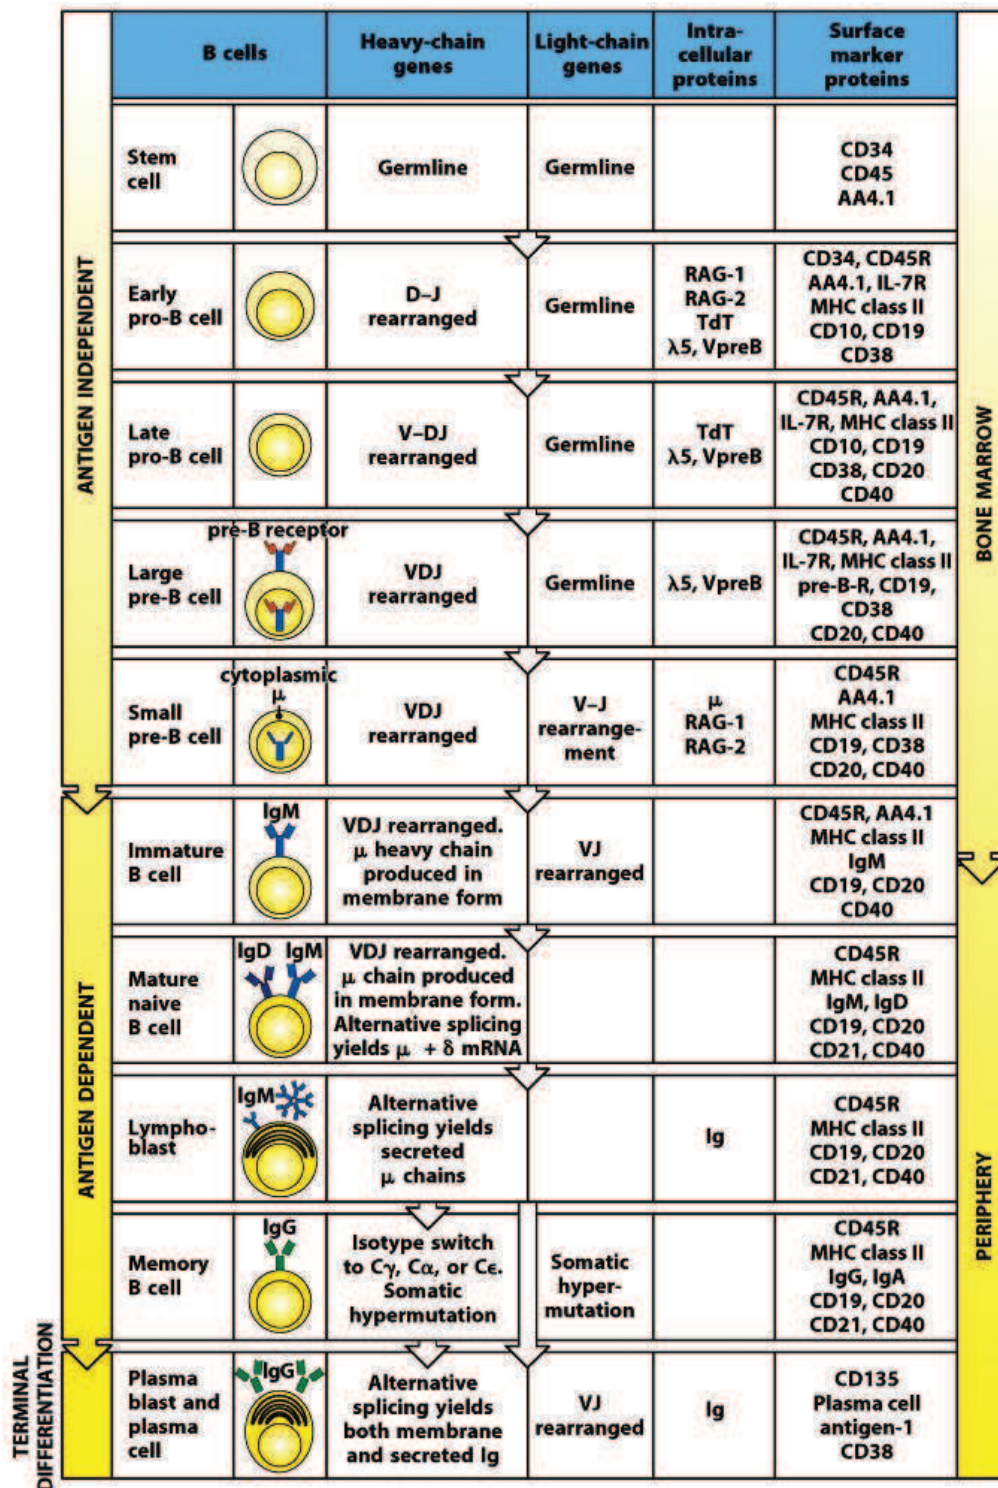 B cells
Heavy-chain
genes
Light-chain
genes
Intra-
cellular
proteins
Surface
marker
proteins
Stem
cell
Germline
Germline
CD34
CD45
AA4.1
Early
pro-B cell
D–J
rearranged
Germline
RAG-1
RAG-2
TdT
λ5, VpreB
CD34, CD45R
AA4.1, IL-7R
MHC class II
CD10, CD19
CD38
Late
pro-B cell
V–DJ
rearranged
Germline
TdT
λ5, VpreB
CD45R, AA4.1,
IL-7R, MHC class II
CD10, CD19
CD38, CD20
CD40
Large
pre-B cell
pre-B receptor
VDJ
rearranged
Germline
λ5, VpreB
CD45R, AA4.1,
IL-7R, MHC class II
pre-B-R, CD19,
CD38
CD20, CD40
Small
pre-B cell
cytoplasmic
μ
VDJ
rearranged
V–J
rearrange-
ment
μ
RAG-1
RAG-2
CD45R
AA4.1
MHC class II
CD19, CD38
CD20, CD40
Immature
B cell
IgM
VDJ rearranged.
μ heavy chain
produced in
membrane form
VJ
rearranged
CD45R, AA4.1
MHC class II
IgM
CD19, CD20
CD40
Mature
naive
B cell
IgD IgM
VDJ rearranged.
μ chain produced
in membrane form.
Alternative splicing
yields μ + δ mRNA
CD45R
MHC class II
IgM, IgD
CD19, CD20
CD21, CD40
Lympho-
blast
IgM
Alternative
splicing yields
secreted
μ chains
Ig
CD45R
MHC class II
CD19, CD20
CD21, CD40
Memory
B cell
IgG
Isotype switch
to Cγ, Cα, or Cε.
Somatic
hypermutation
Somatic
hyper-
mutation
CD45R
MHC class II
IgG, IgA
CD19, CD20
CD21, CD40
Plasma
blast and
plasma
cell
IgG
Alternative
splicing yields
both membrane
and secreted Ig
VJ
rearranged
Ig
CD135
Plasma cell
antigen-1
CD38
ANTIGEN INDEPENDENT
ANTIGEN DEPENDENT
TERMINAL
DIFFERENTIATION
BONE MARROW
PERIPHERY